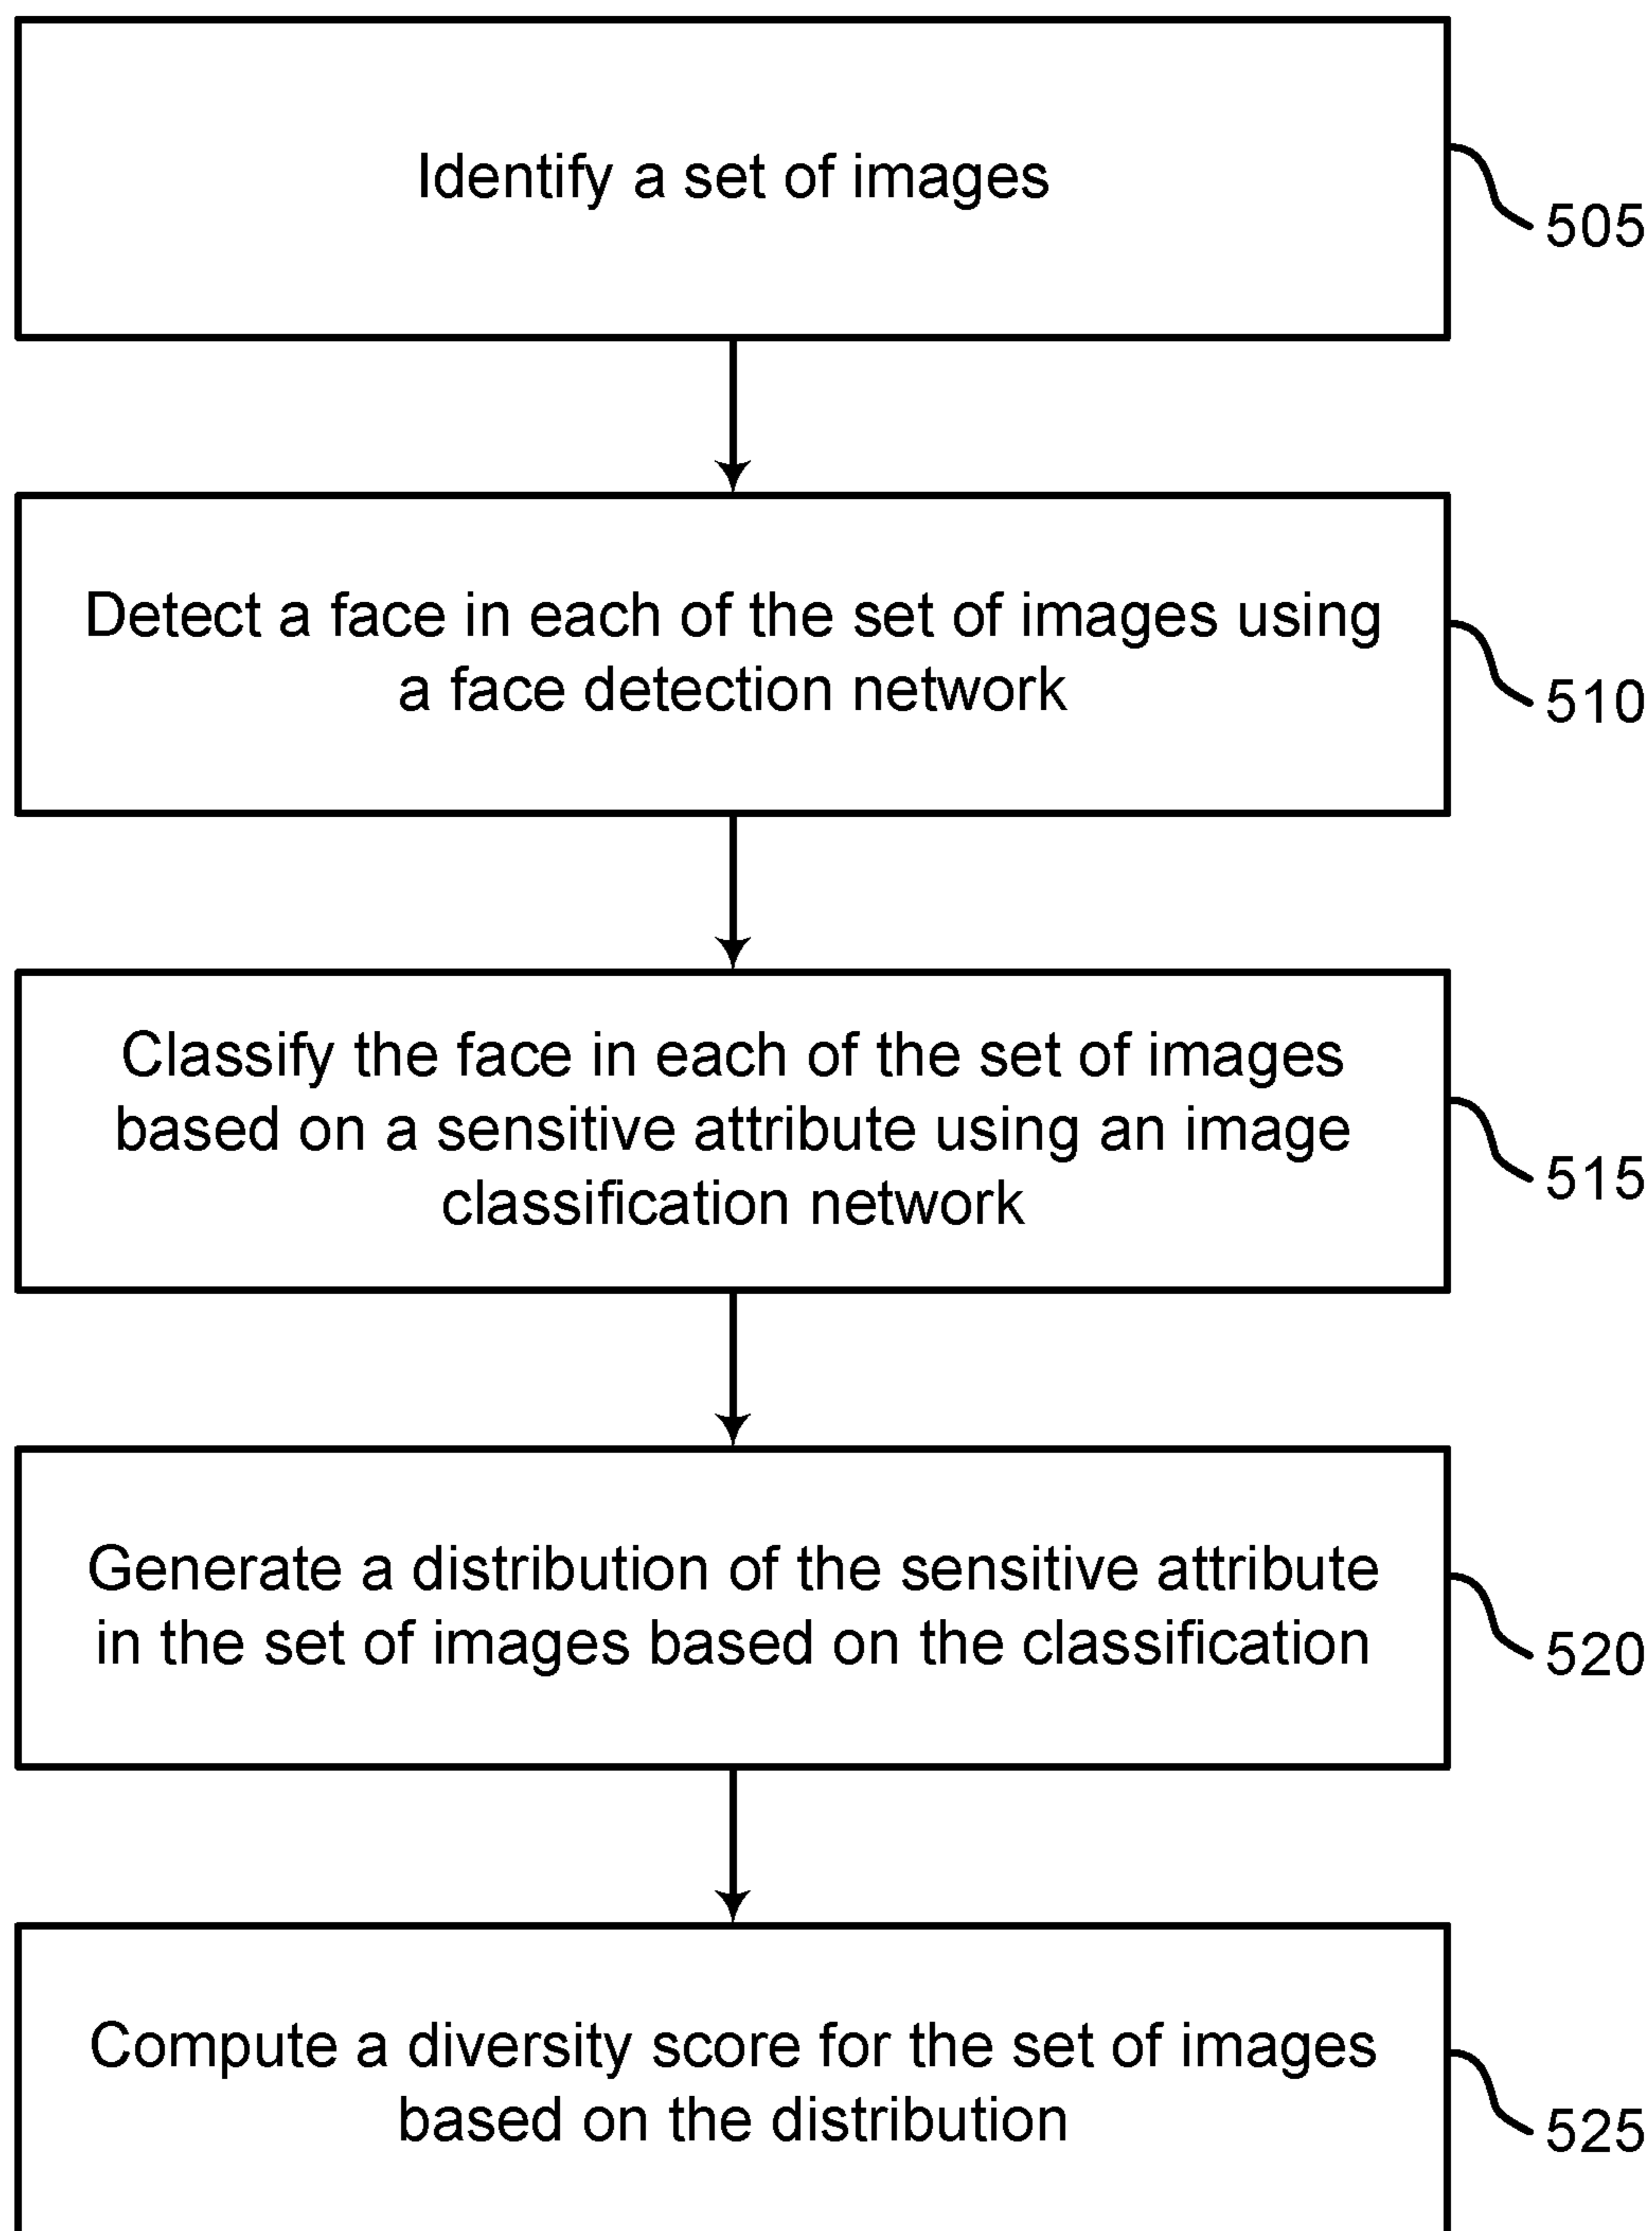 Identify a set of images
505
Detect a face in each of the set of images using
a face detection network
510
Classify the face in each of the set of images
based on a sensitive attribute using an image
classification network
515
Generate a distribution of the sensitive attribute
in the set of images based on the classification
520
Compute a diversity score for the set of images
based on the distribution
525